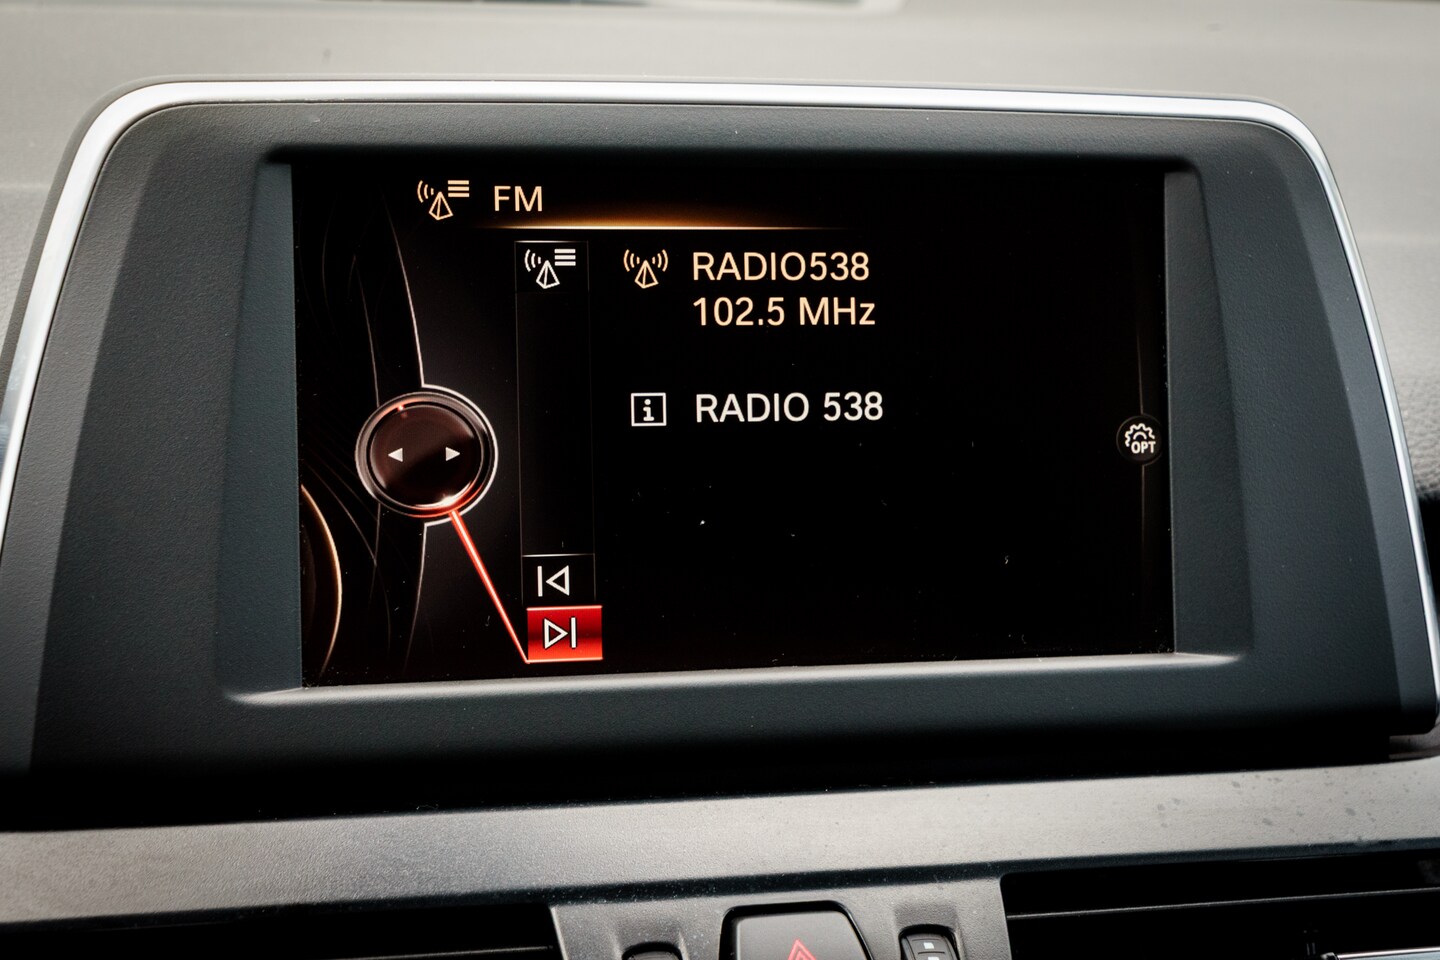 FM
RADIO538
102.5 MHz
i RADIO 538
OPT